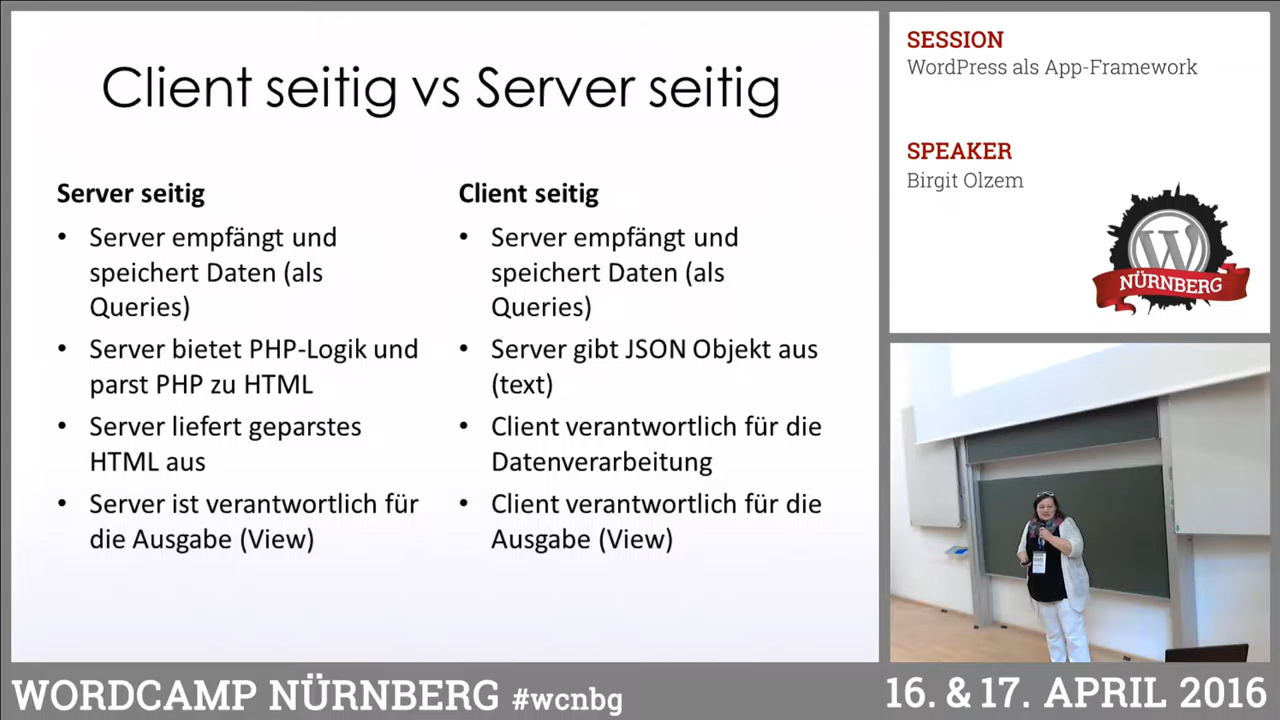 Client seitig vs Server seitig
Server seitig
• Server empfängt und
speichert Daten (als
Queries)
• Server bietet PHP-Logik und
parst PHP zu HTML
• Server liefert geparstes
HTML aus
• Server ist verantwortlich für
die Ausgabe (View)
Client seitig
• Server empfängt und
speichert Daten (als
Queries)
• Server gibt JSON Objekt aus
(text)
• Client verantwortlich für die
Datenverarbeitung
• Client verantwortlich für die
Ausgabe (View)
SESSION
WordPress als App-Framework
SPEAKER
Birgit Olzem
W
NÜRNBERG
WORDCAMP NÜRNBERG #wcnbg
16. & 17. APRIL 2016